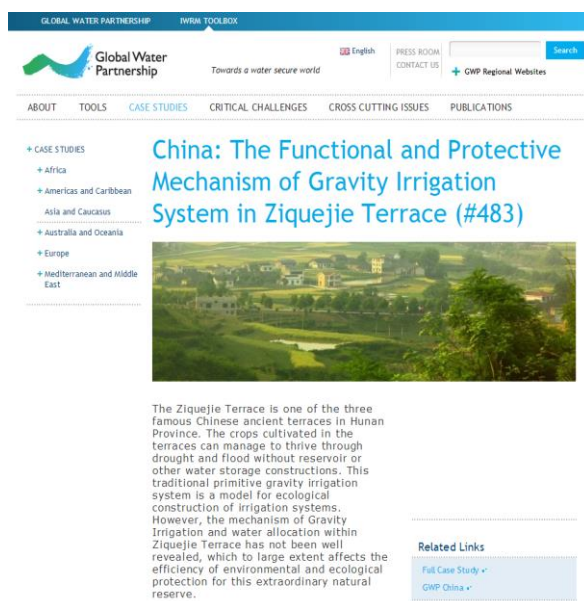 GLOBAL WATER PARTNERSHIP IWRM TOOLBOX
Global Water
Partnership
Towards a water secure world
English
PRESS ROOM
CONTACT US
Search
+ GWP Regional Websites
ABOUT TOOLS CASE STUDIES CRITICAL CHALLENGES CROSS CUTTING ISSUES PUBLICATIONS
+ CASE STUDIES
+ Africa
+ Americas and Caribbean
Asia and Caucasus
+ Australia and Oceania
+ Europe
+ Mediterranean and Middle
East
China: The Functional and Protective
Mechanism of Gravity Irrigation
System in Ziquejie Terrace (#483)
The Ziquejie Terrace is one of the three
famous Chinese ancient terraces in Hunan
Province. The crops cultivated in the
terraces can manage to thrive through
drought and flood without reservoir or
other water storage constructions. This
traditional primitive gravity irrigation
system is a model for ecological
construction of irrigation systems.
However, the mechanism of Gravity
Irrigation and water allocation within
Ziquejie Terrace has not been well
revealed, which to large extent affects the
efficiency of environmental and ecological
protection for this extraordinary natural
reserve.
Related Links
Full Case Study
GWP China